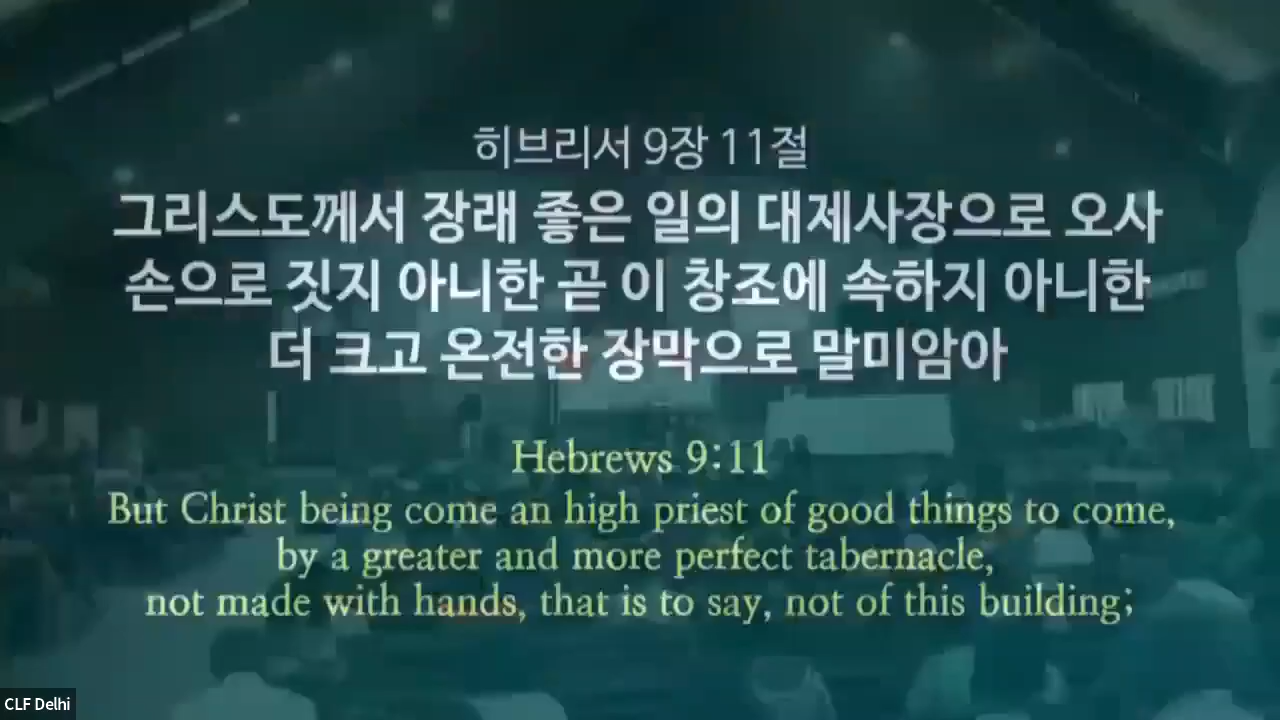 히브리서 9장 11절
그리스도께서 장래 좋은 일의 대제사장으로 오사
손으로 짓지 아니한 곧 이 창조에 속하지 아니한
더 크고 온전한 장막으로 말미암아
Hebrews 9:11
But Christ being come an high priest of good things to come,
by a greater and more perfect tabernacle,
not made with hands, that is to say, not of this building;
CLF Delhi